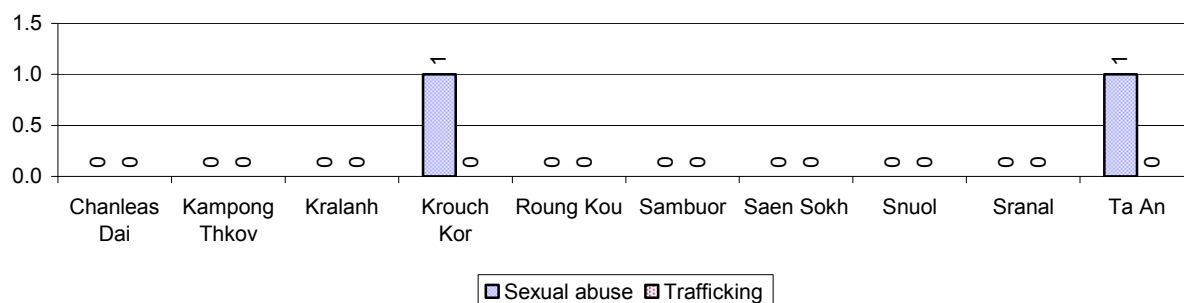 1.5
1.0
0.5
0.0
0 0 0 0 0 0 1 0 0 0 0 0 0 0 0 0 0 0 1 0
Chanleas Dai
Kampong Thkov
Kralanh
Krouch Kor
Roung Kou
Sambuor
Saen Sokh
Snuol
Sranal
Ta An
Sexual abuse Trafficking